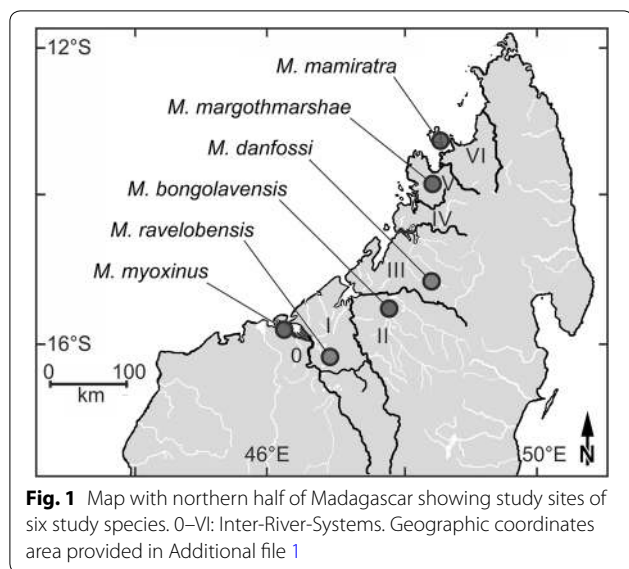 12°S
M. mamiratra
M. margothmarshae
VI
M. danfossi
V
M. bongolavensis
IV
M. ravelobensis
III
M. myoxinus
I
II
16°S
0
0 100
km
46°E
50°E
N
Fig. 1 Map with northern half of Madagascar showing study sites of
six study species. 0–VI: Inter-River-Systems. Geographic coordinates
area provided in Additional file 1